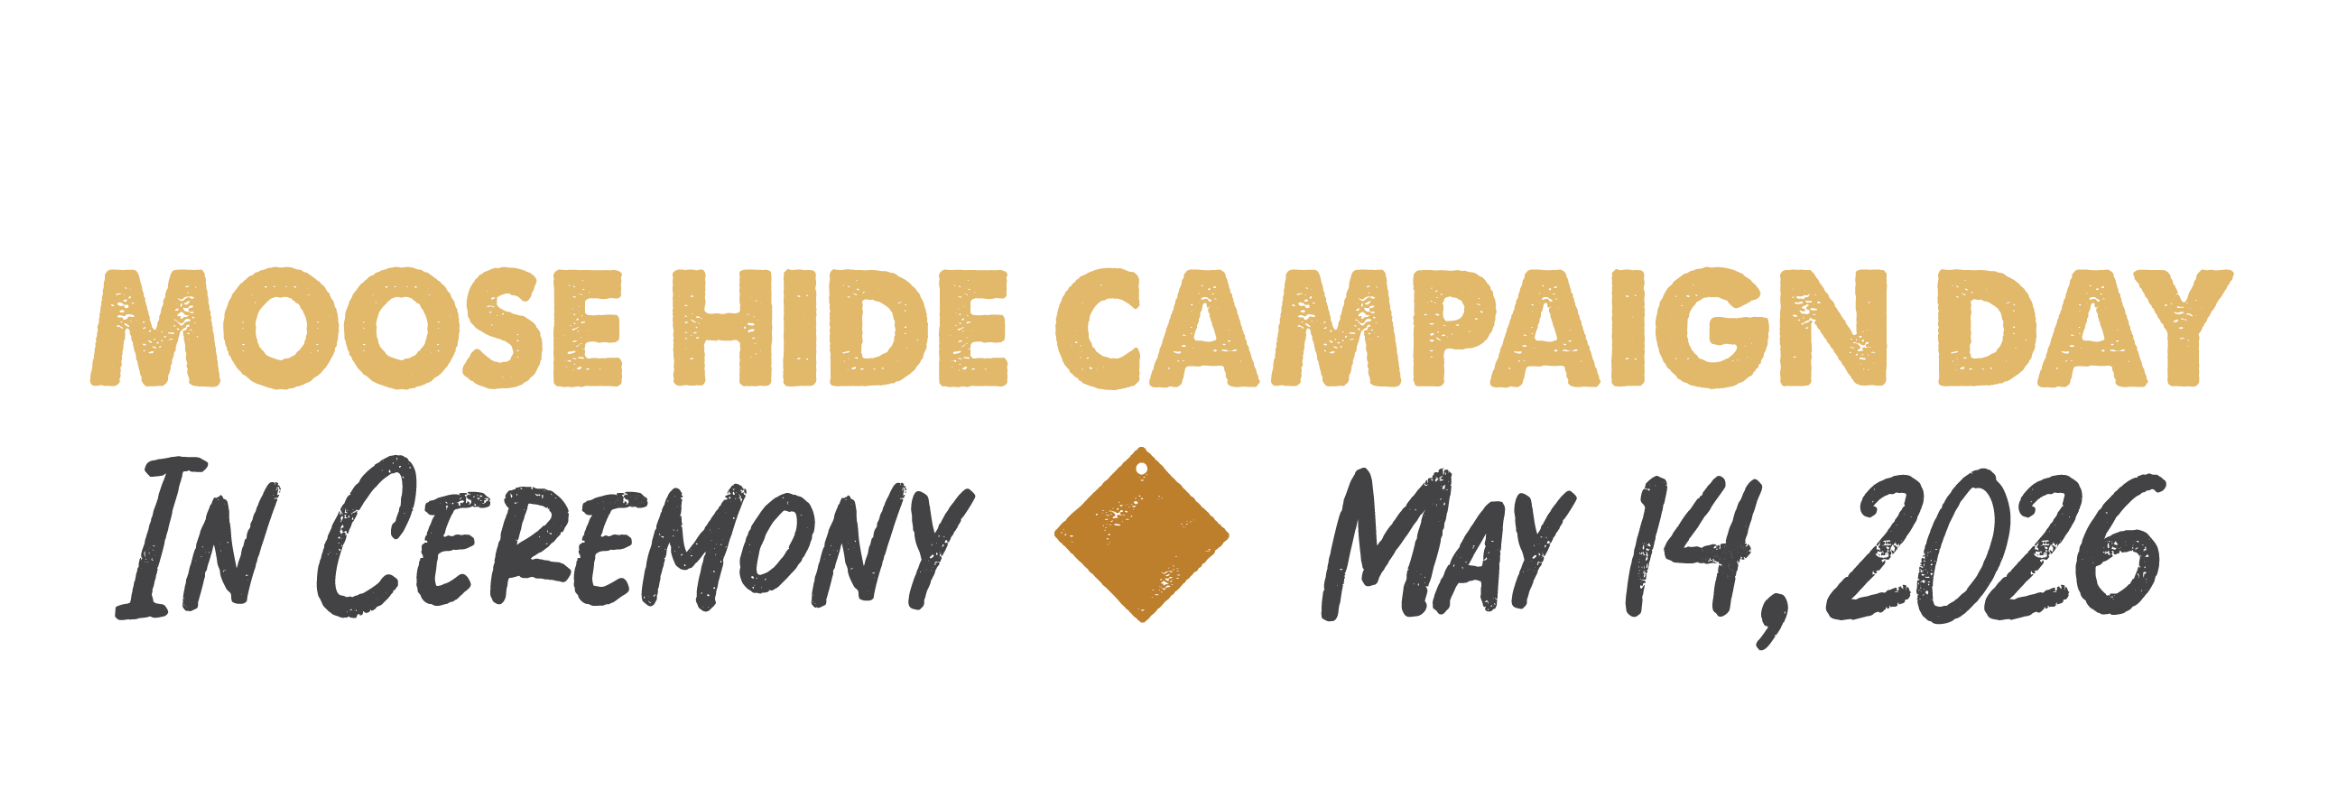 MOOSE HIDE CAMPAIGN DAY
IN CEREMONY MAY 14, 2026